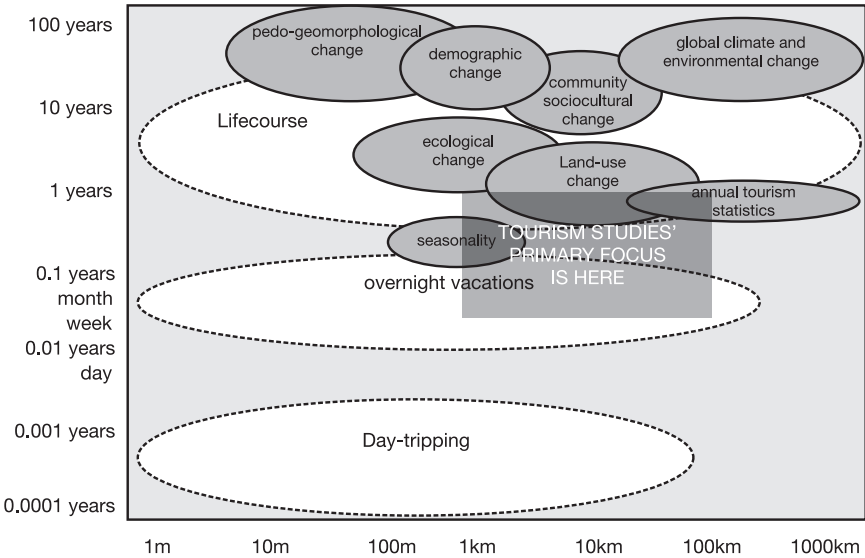 100 years
10 years
1 years
0.1 years
month
week
0.01 years
day
0.001 years
0.0001 years
pedo-geomorphological
change
demographic
change
community
sociocultural
change
global climate and
environmental change
Lifecourse
ecological
change
Land-use
change
annual tourism
statistics
seasonality
TOURISM STUDIES'
PRIMARY FOCUS
IS HERE
overnight vacations
Day-tripping
1m
10m
100m
1km
10km
100km
1000km